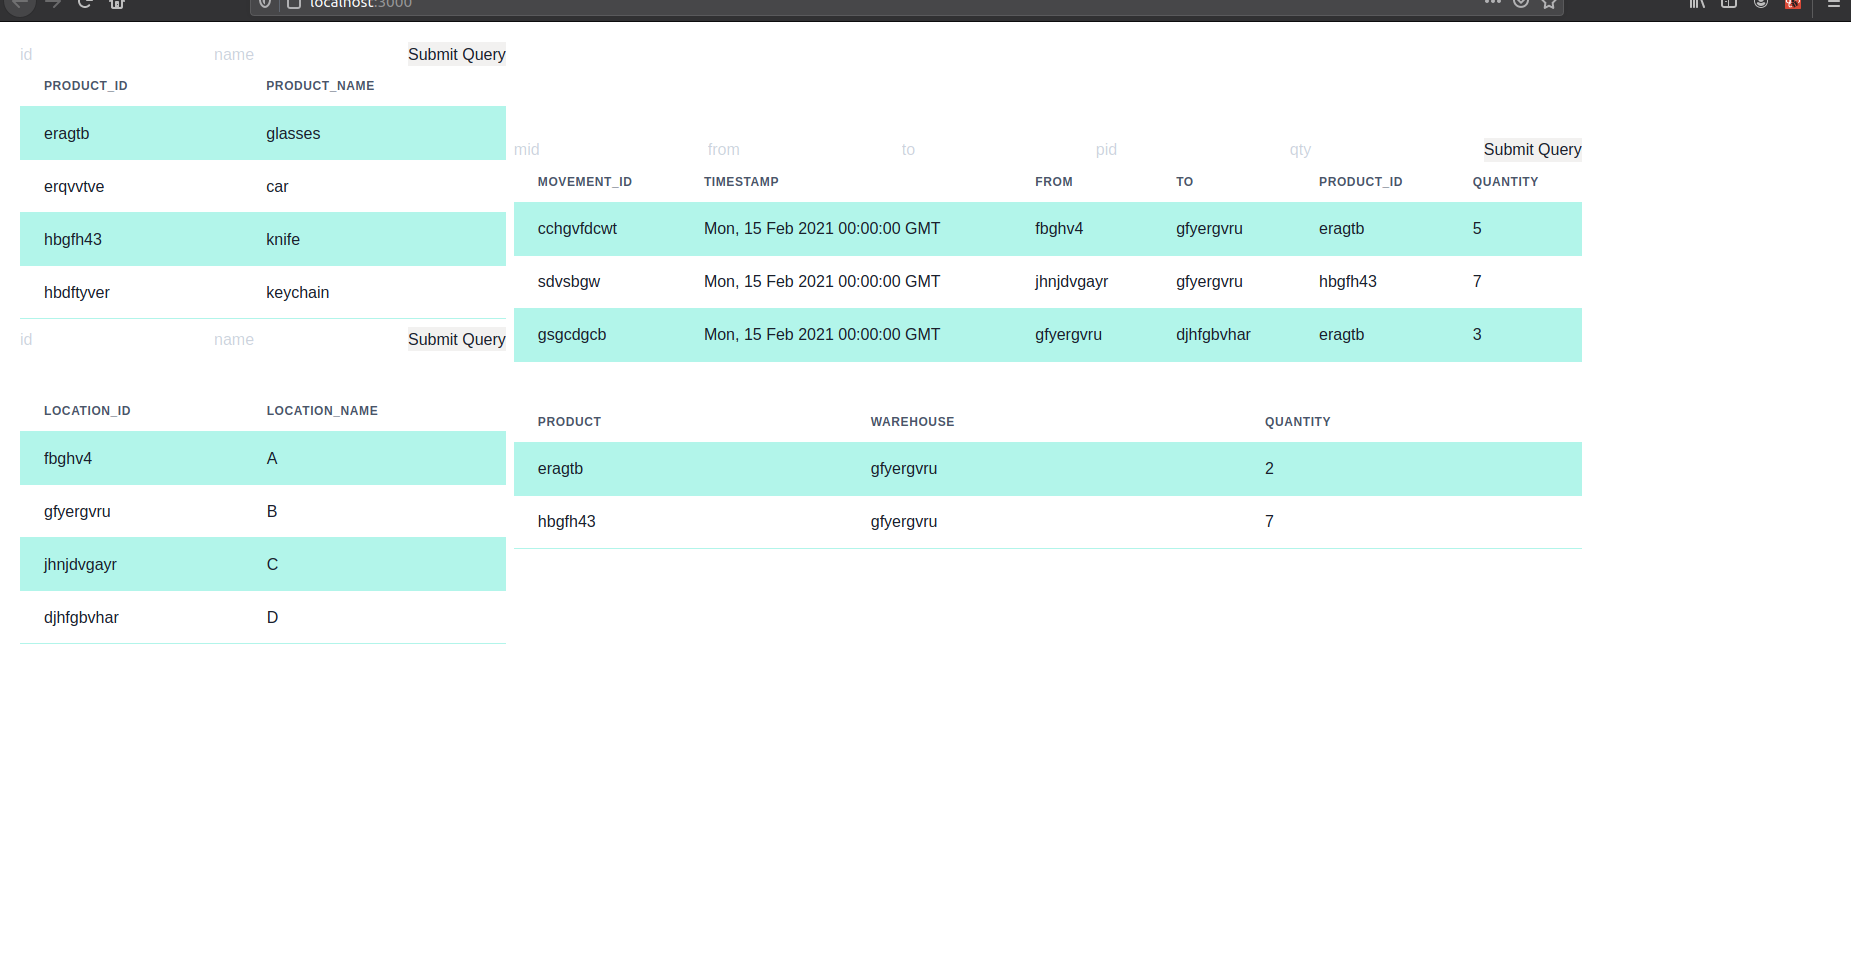 localhost:3000
id name Submit Query
PRODUCT_ID PRODUCT_NAME
eragtb glasses
erqvvtve car
hbgfh43 knife
hbdftyver keychain
id name Submit Query
LOCATION_ID LOCATION_NAME
fbghv4 A
gfyergvru B
jhnjdvgayr C
djhfgbvhar D
mid from to pid qty Submit Query
MOVEMENT_ID TIMESTAMP FROM TO PRODUCT_ID QUANTITY
cchgvfdcwt Mon, 15 Feb 2021 00:00:00 GMT fbghv4 gfyergvru eragtb 5
sdvsbgw Mon, 15 Feb 2021 00:00:00 GMT jhnjdvgayr gfyergvru hbgfh43 7
gsgcdgcb Mon, 15 Feb 2021 00:00:00 GMT gfyergvru djhfgbvhar eragtb 3
PRODUCT WAREHOUSE QUANTITY
eragtb gfyergvru 2
hbgfh43 gfyergvru 7